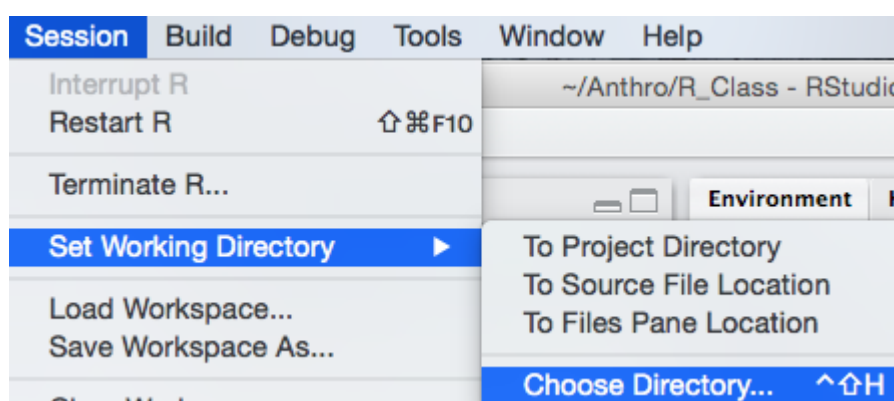 Session Build Debug Tools Window Help
Interrupt R
~/Anthro/R_Class - RStudio
Restart R ⇧⌘F10
Terminate R...
Environment
Set Working Directory ▶
To Project Directory
To Source File Location
To Files Pane Location
Load Workspace...
Save Workspace As...
Choose Directory... ^⇧H